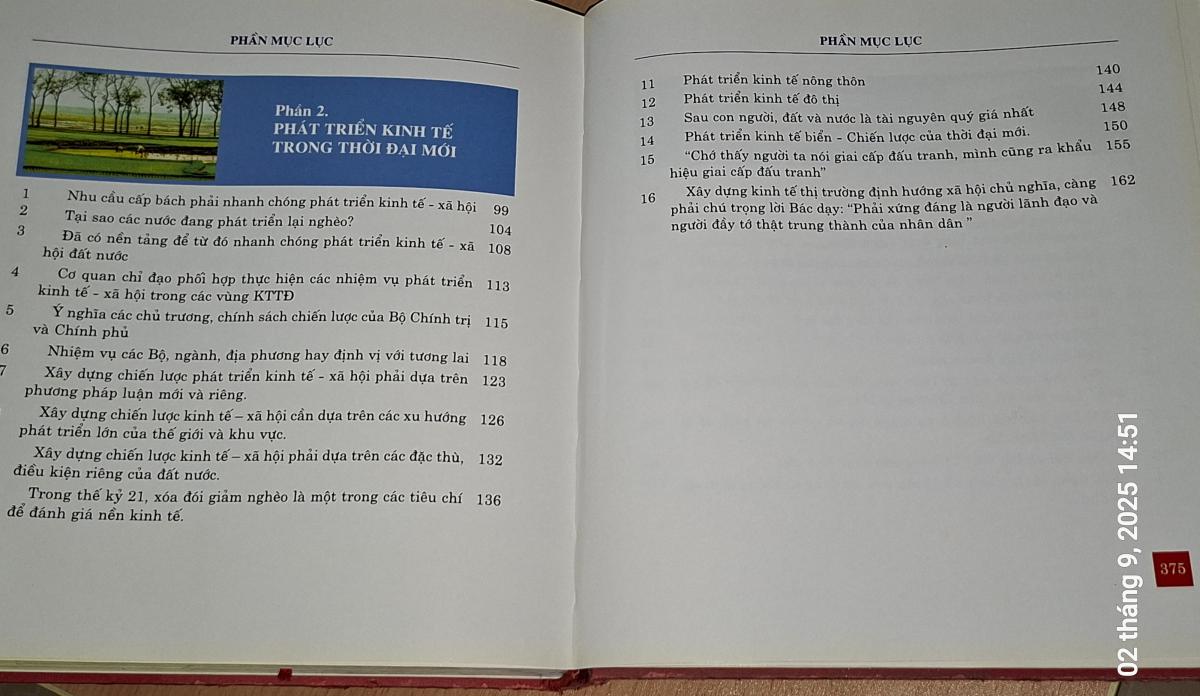 PHẦN MỤC LỤC
Phần 2.
PHÁT TRIỂN KINH TẾ
TRONG THỜI ĐẠI MỚI
1 Nhu cầu cấp bách phải nhanh chóng phát triển kinh tế - xã hội 99
2 Tại sao các nước đang phát triển lại nghèo? 104
3 Đã có nền tảng để từ đó nhanh chóng phát triển kinh tế - xã 108
hội đất nước
4 Cơ quan chỉ đạo phối hợp thực hiện các nhiệm vụ phát triển 113
kinh tế - xã hội trong các vùng KTTĐ
5 Ý nghĩa các chủ trương, chính sách chiến lược của Bộ Chính trị 115
và Chính phủ
6 Nhiệm vụ các Bộ, ngành, địa phương hay định vị với tương lai 118
7 Xây dựng chiến lược phát triển kinh tế - xã hội phải dựa trên 123
phương pháp luận mới và riêng.
Xây dựng chiến lược kinh tế – xã hội cần dựa trên các xu hướng 126
phát triển lớn của thế giới và khu vực.
Xây dựng chiến lược kinh tế – xã hội phải dựa trên các đặc thù, 132
điều kiện riêng của đất nước.
Trong thế kỷ 21, xóa đói giảm nghèo là một trong các tiêu chí 136
để đánh giá nền kinh tế.
PHẦN MỤC LỤC
11 Phát triển kinh tế nông thôn 140
12 Phát triển kinh tế đô thị 144
13 Sau con người, đất và nước là tài nguyên quý giá nhất 148
14 Phát triển kinh tế biển - Chiến lược của thời đại mới. 150
15 "Chớ thấy người ta nói giai cấp đấu tranh, mình cũng ra khẩu 155
hiệu giai cấp đấu tranh"
16 Xây dựng kinh tế thị trường định hướng xã hội chủ nghĩa, càng 162
phải chú trọng lời Bác dạy: "Phải xứng đáng là người lãnh đạo và
người đầy tớ thật trung thành của nhân dân "
375
02 tháng 9, 2025 14:51